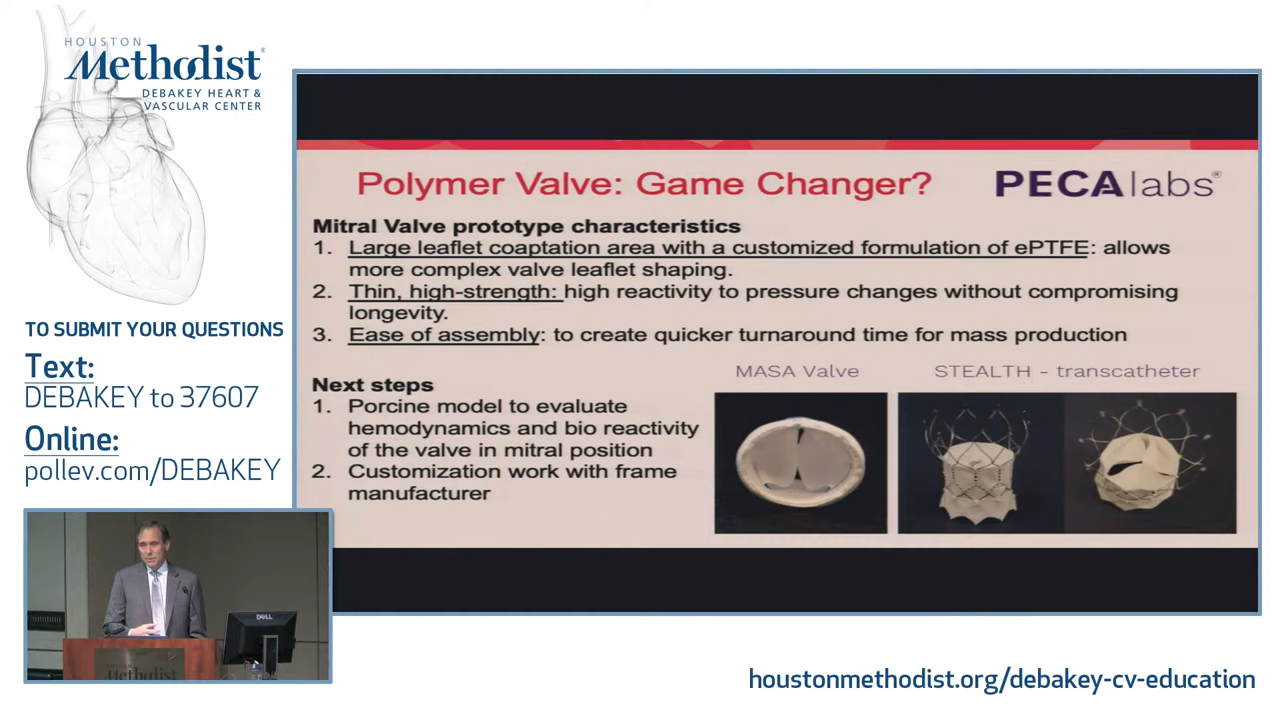 HOUSTON
Methodist®
DEBAKEY HEART &
VASCULAR CENTER
TO SUBMIT YOUR QUESTIONS
Text:
DEBAKEY to 37607
Online:
pollev.com/DEBAKEY
Polymer Valve: Game Changer?
PECA labs®
Mitral Valve prototype characteristics
1. Large leaflet coaptation area with a customized formulation of ePTFE: allows
more complex valve leaflet shaping.
2. Thin, high-strength: high reactivity to pressure changes without compromising
longevity.
3. Ease of assembly: to create quicker turnaround time for mass production
Next steps
1. Porcine model to evaluate
hemodynamics and bio reactivity
of the valve in mitral position
2. Customization work with frame
manufacturer
MASA Valve
STEALTH - transcatheter
DELL
HOUSTON
Methodist
houstonmethodist.org/debakey-cv-education